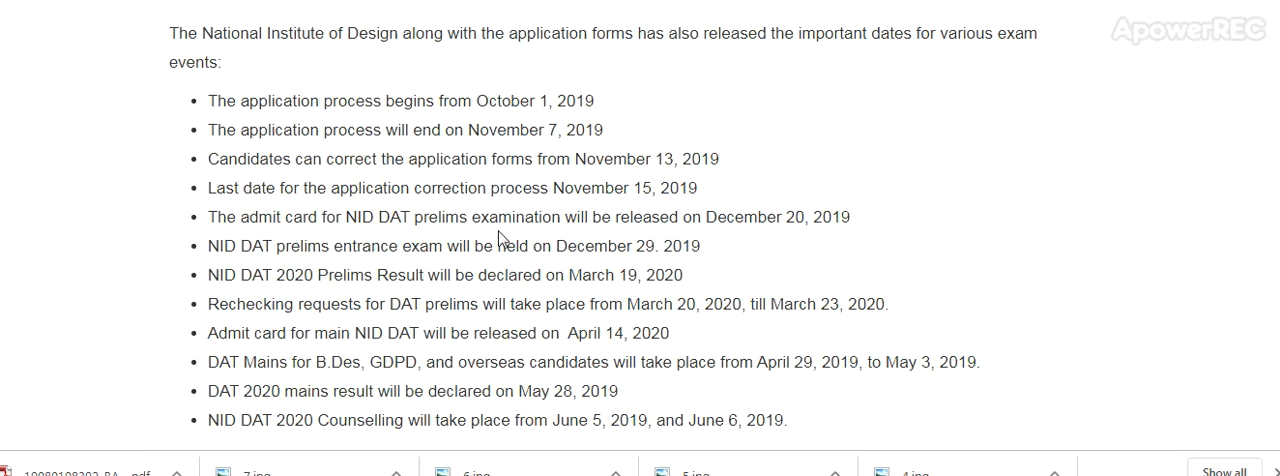 The National Institute of Design along with the application forms has also released the important dates for various exam
events:
ApowerREC
• The application process begins from October 1, 2019
• The application process will end on November 7, 2019
• Candidates can correct the application forms from November 13, 2019
• Last date for the application correction process November 15, 2019
• The admit card for NID DAT prelims examination will be released on December 20, 2019
• NID DAT prelims entrance exam will be held on December 29. 2019
• NID DAT 2020 Prelims Result will be declared on March 19, 2020
• Rechecking requests for DAT prelims will take place from March 20, 2020, till March 23, 2020.
• Admit card for main NID DAT will be released on  April 14, 2020
• DAT Mains for B.Des, GDPD, and overseas candidates will take place from April 29, 2019, to May 3, 2019.
• DAT 2020 mains result will be declared on May 28, 2019
• NID DAT 2020 Counselling will take place from June 5, 2019, and June 6, 2019.
7.jpg 6.jpg 5.jpg 4.jpg Show all